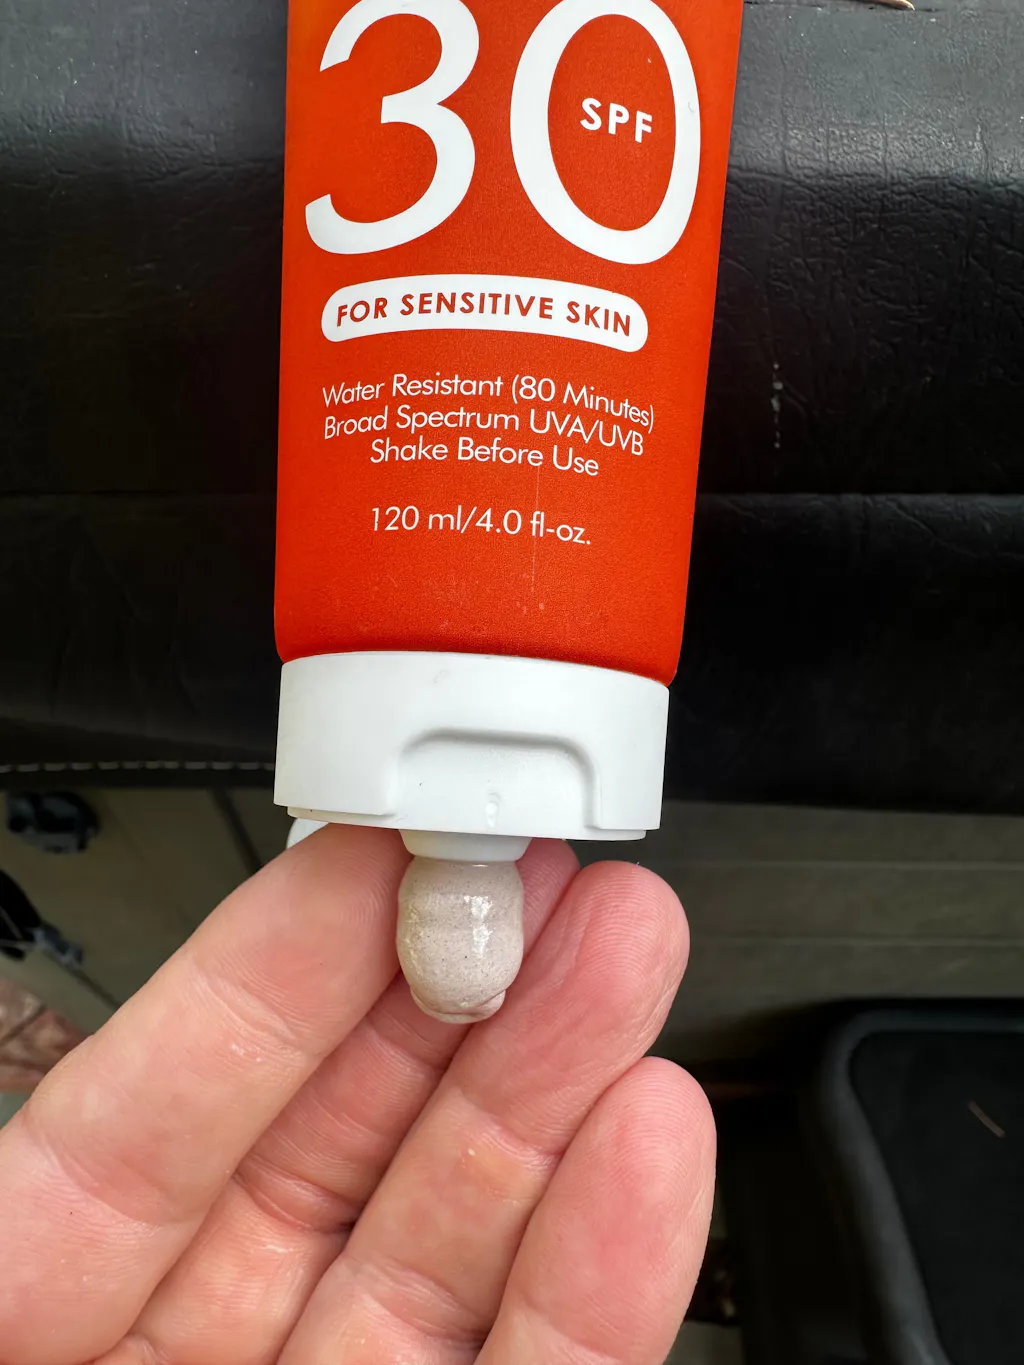 30
SPF
FOR SENSITIVE SKIN
Water Resistant (80 Minutes)
Broad Spectrum UVA/UVB
Shake Before Use
120 ml/4.0 fl-oz.